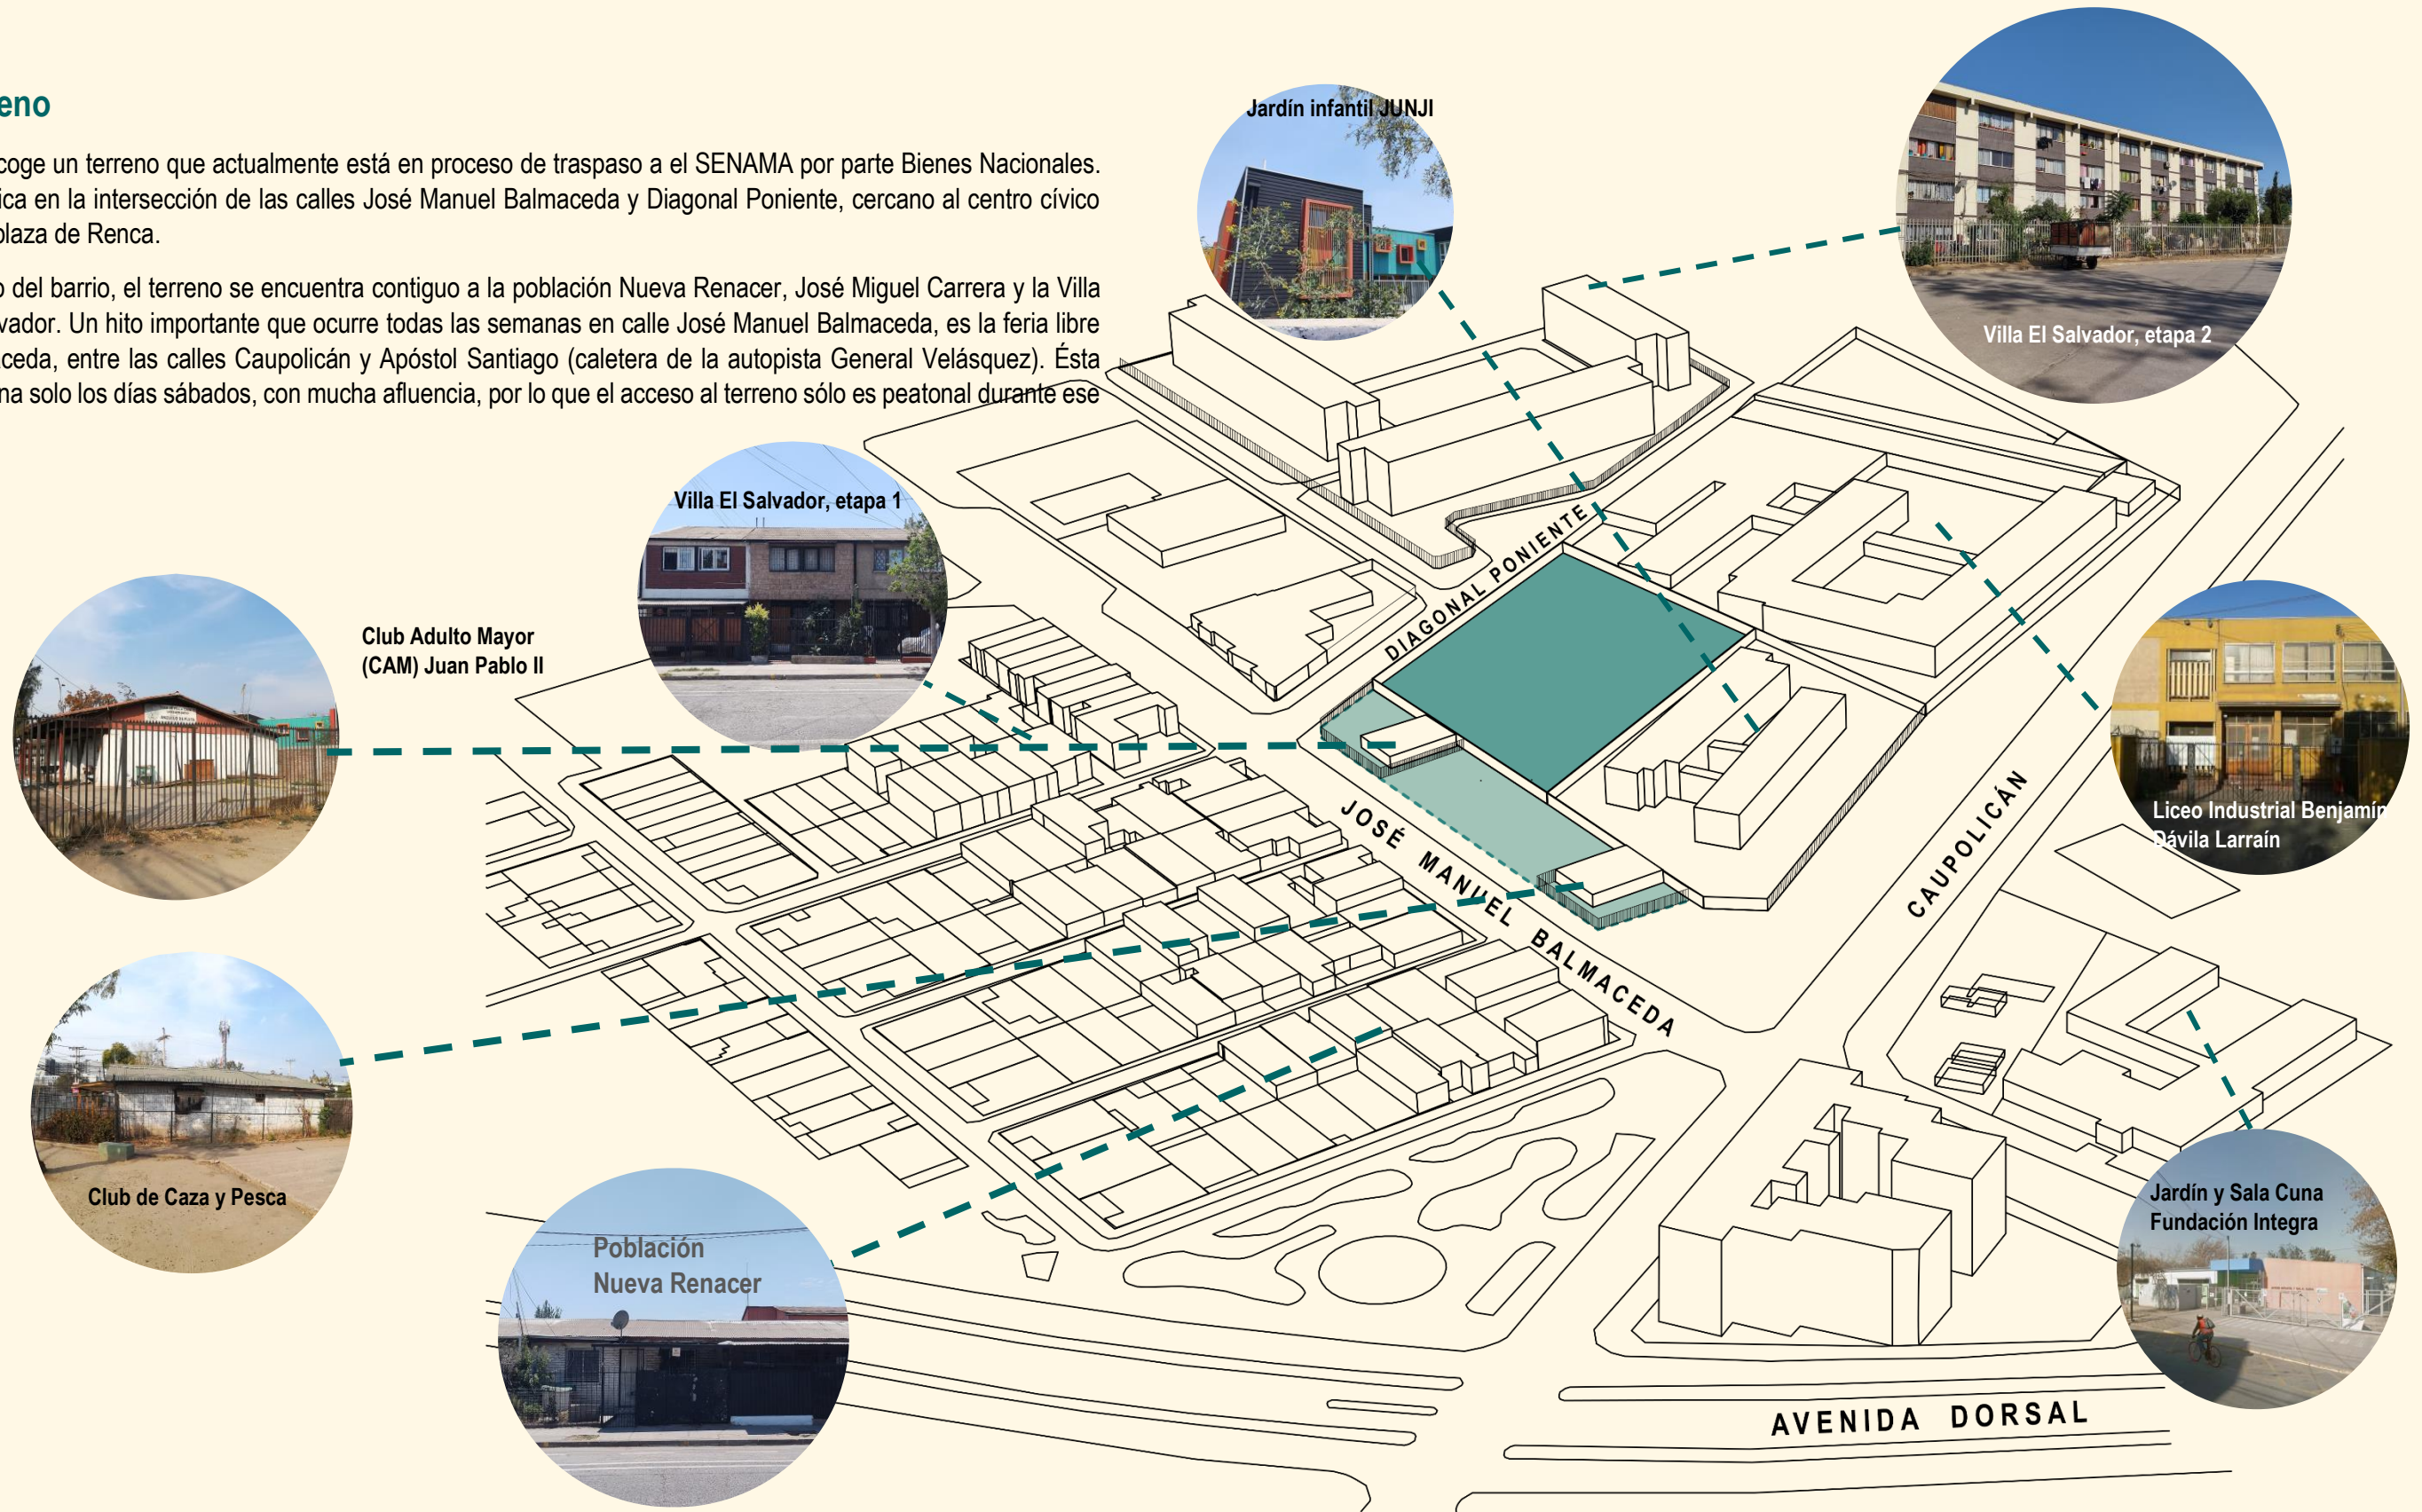 eno
coge un terreno que actualmente está en proceso de traspaso a el SENAMA por parte Bienes Nacionales.
ica en la intersección de las calles José Manuel Balmaceda y Diagonal Poniente, cercano al centro cívico
plaza de Renca.
o del barrio, el terreno se encuentra contiguo a la población Nueva Renacer, José Miguel Carrera y la Villa
vador. Un hito importante que ocurre todas las semanas en calle José Manuel Balmaceda, es la feria libre
aceda, entre las calles Caupolicán y Apóstol Santiago (caletera de la autopista General Velásquez). Ésta
na solo los días sábados, con mucha afluencia, por lo que el acceso al terreno sólo es peatonal durante ese
Jardín infantil JUNJI
Villa El Salvador, etapa 2
Villa El Salvador, etapa 1
Club Adulto Mayor
(CAM) Juan Pablo II
DIAGONAL PONIENTE
JOSÉ MANUEL BALMACEDA
CAUPOLICÁN
Liceo Industrial Benjamín
Dávila Larraín
Club de Caza y Pesca
Población
Nueva Renacer
Jardín y Sala Cuna
Fundación Integra
AVENIDA DORSAL